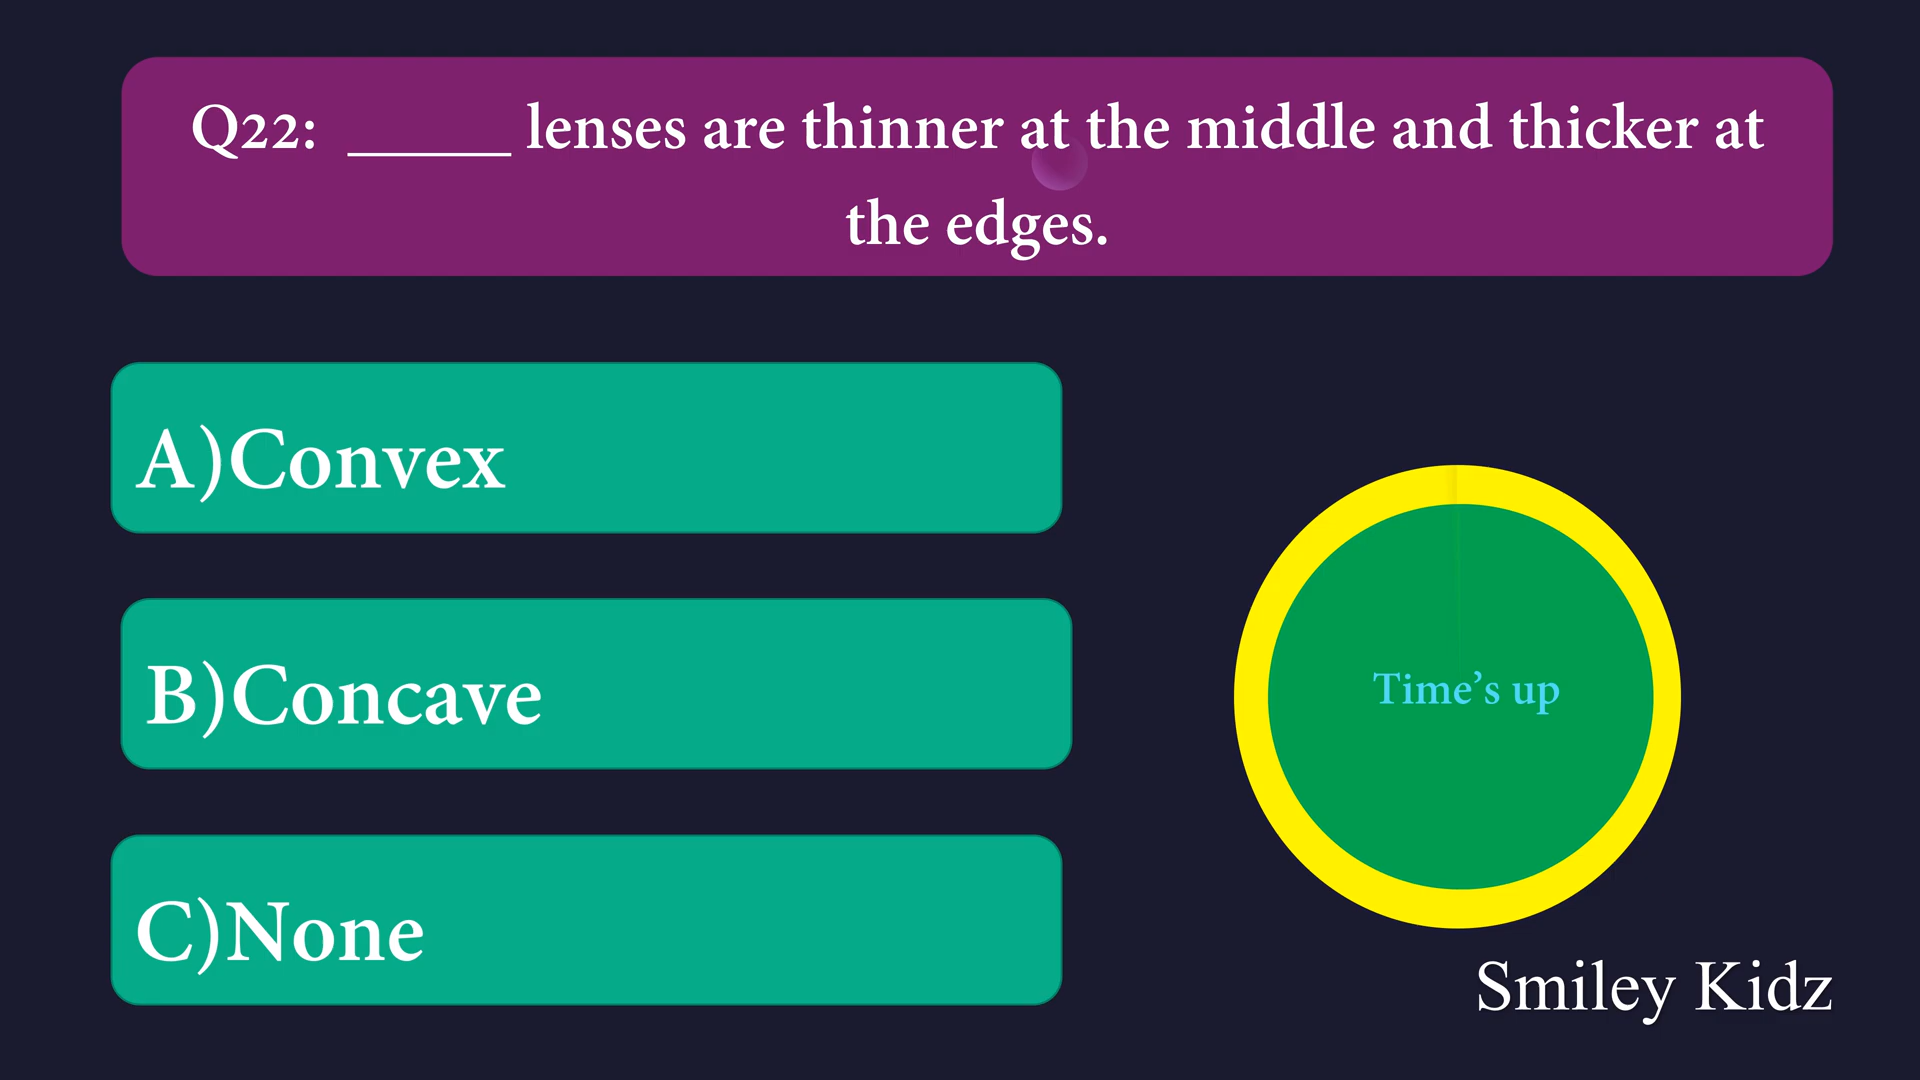 Q22: _____ lenses are thinner at the middle and thicker at
the edges.
A)Convex
B)Concave
C)None
Time’s up
Smiley Kidz